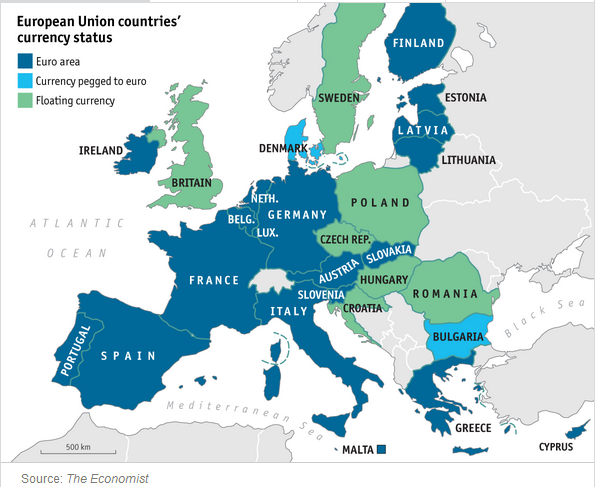 European Union countries'
currency status
Euro area
Currency pegged to euro
Floating currency
FINLAND
SWEDEN
ESTONIA
LATVIA
LITHUANIA
DENMARK
IRELAND
BRITAIN
NETH.
BELG.
LUX.
GERMANY
POLAND
CZECH REP.
SLOVAKIA
AUSTRIA
HUNGARY
ATLANTIC
OCEAN
FRANCE
SLOVENIA
ITALY
CROATIA
ROMANIA
Black Sea
BULGARIA
PORTUGAL
SPAIN
Mediterranean Sea
GREECE
500 km
MALTA
CYPRUS
Source: The Economist